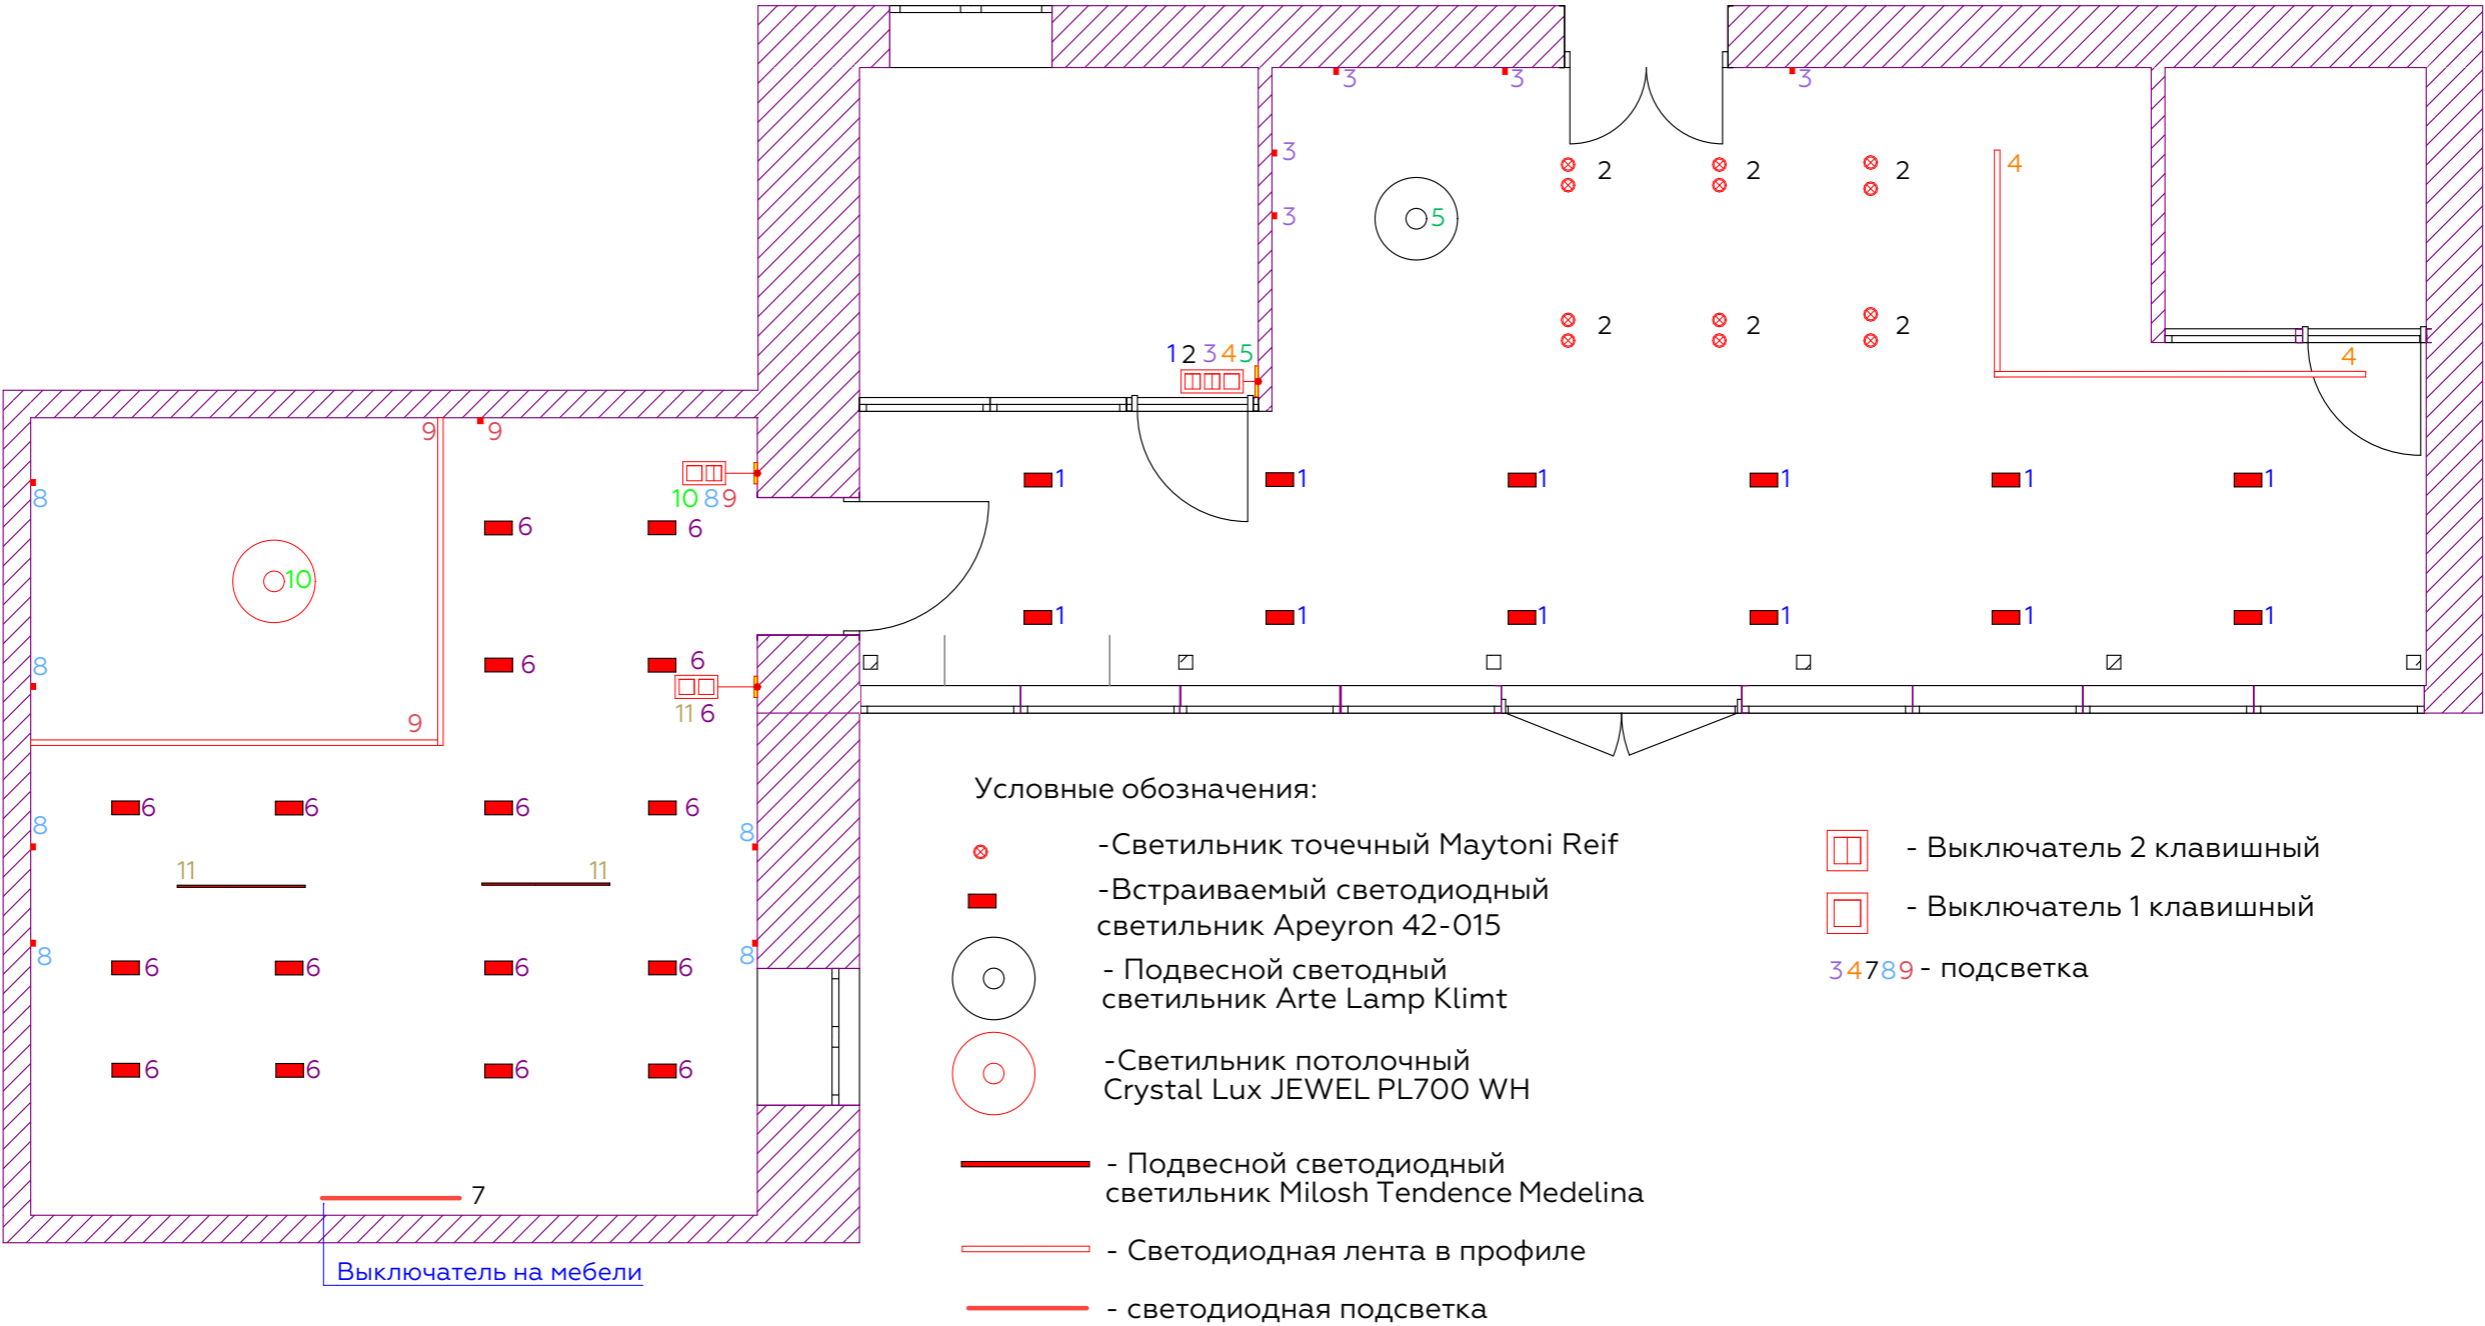 3 3 3
3
2 2 2 4
3 5
2 2 2
1 2 3 4 5 4
9 9
8 10 8 9 1 1 1 1 1 1
6 6
10
1 1 1 1 1 1
8 6 6
11 6
9
6 6 6 6
8 8
11 11
8 6 6 6 6 8
6 6 6 6
7
Выключатель на мебели
Условные обозначения:
-Светильник точечный Maytoni Reif
-Встраиваемый светодиодный
светильник Apeyron 42-015
- Подвесной светодный
светильник Arte Lamp Klimt
-Светильник потолочный
Crystal Lux JEWEL PL700 WH
- Подвесной светодиодный
светильник Milosh Tendence Medelina
- Светодиодная лента в профиле
- светодиодная подсветка
- Выключатель 2 клавишный
- Выключатель 1 клавишный
34789 - подсветка